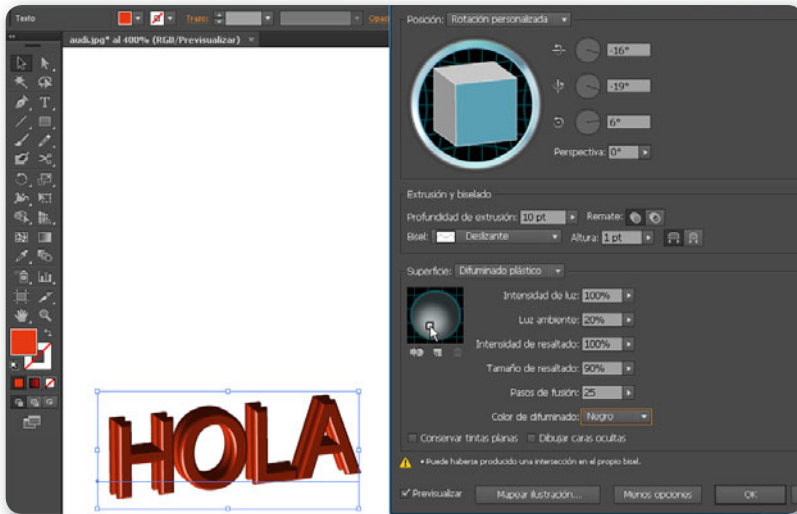 Texto
Trazo:
Opac
audi.jpg* al 400% (RGB/Previsualizar) ×
HOLA
Posición: Rotación personalizada
-16°
-19°
6°
Perspectiva: 0°
Extrusión y biselado
Profundidad de extrusión: 10 pt Remate:
Bisel: Deslizante Altura: 1 pt
Superficie: Difuminado plástico
Intensidad de luz: 100%
Luz ambiente: 20%
Intensidad de resaltado: 100%
Tamaño de resaltado: 90%
Pasos de fusión: 25
Color de difuminado: Negro
Conservar tintas planas Dibujar caras ocultas
• Puede haberse producido una intersección en el propio bisel.
Previsualizar Mapear ilustración... Menos opciones OK